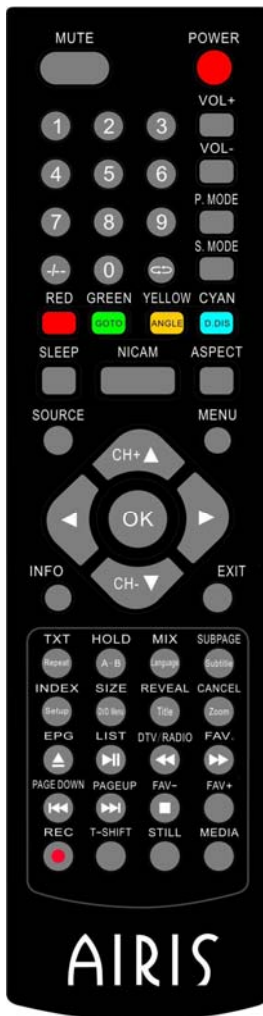 MUTE POWER
VOL+
1 2 3
VOL-
4 5 6
P. MODE
7 8 9
S. MODE
-/-- 0
RED GREEN YELLOW CYAN
GOTO ANGLE D.DIS
SLEEP NICAM ASPECT
SOURCE MENU
CH+▲
◀ OK ▶
CH-▼
INFO EXIT
TXT HOLD MIX SUBPAGE
Repeat A-B Language Subtitle
INDEX SIZE REVEAL CANCEL
Setup DVD Menu Title Zoom
EPG LIST DTV/RADIO FAV.
PAGE DOWN PAGEUP FAV- FAV+
REC T-SHIFT STILL MEDIA
AIRIS